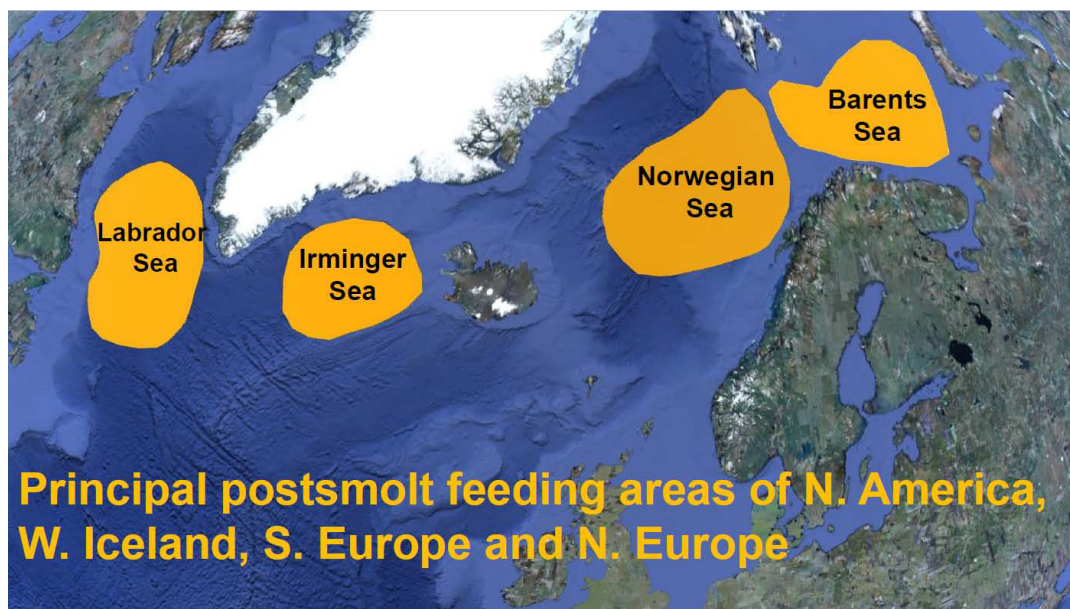 Barents
Sea
Norwegian
Sea
Labrador
Sea
Irminger
Sea
Principal postsmolt feeding areas of N. America,
W. Iceland, S. Europe and N. Europe